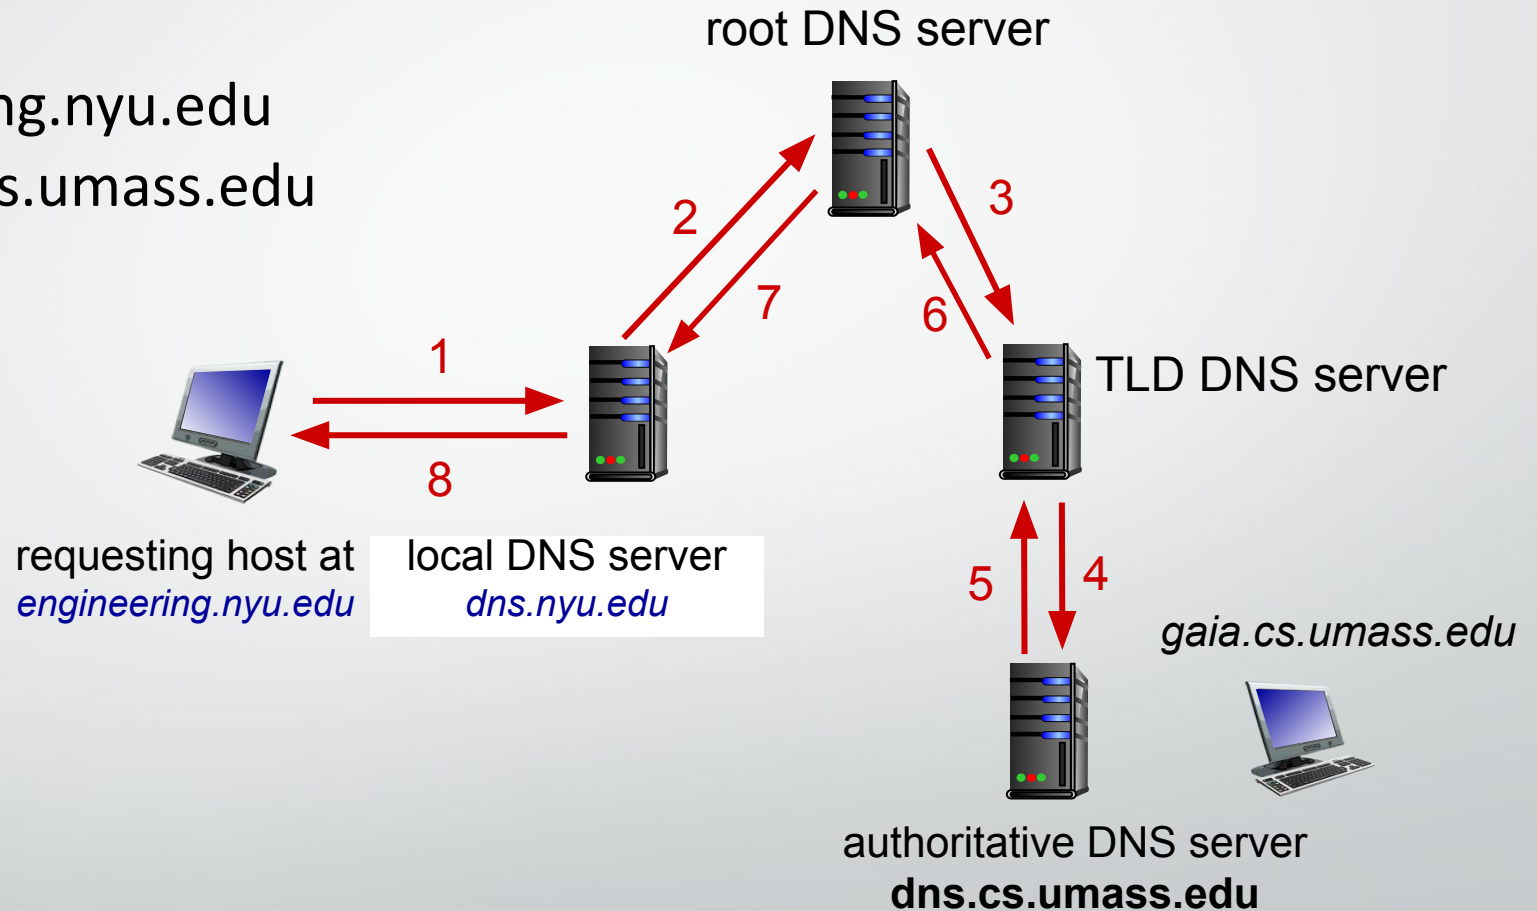 root DNS server
ng.nyu.edu
s.umass.edu
2
3
7
6
1
TLD DNS server
8
requesting host at
engineering.nyu.edu
local DNS server
dns.nyu.edu
5
4
gaia.cs.umass.edu
authoritative DNS server
dns.cs.umass.edu